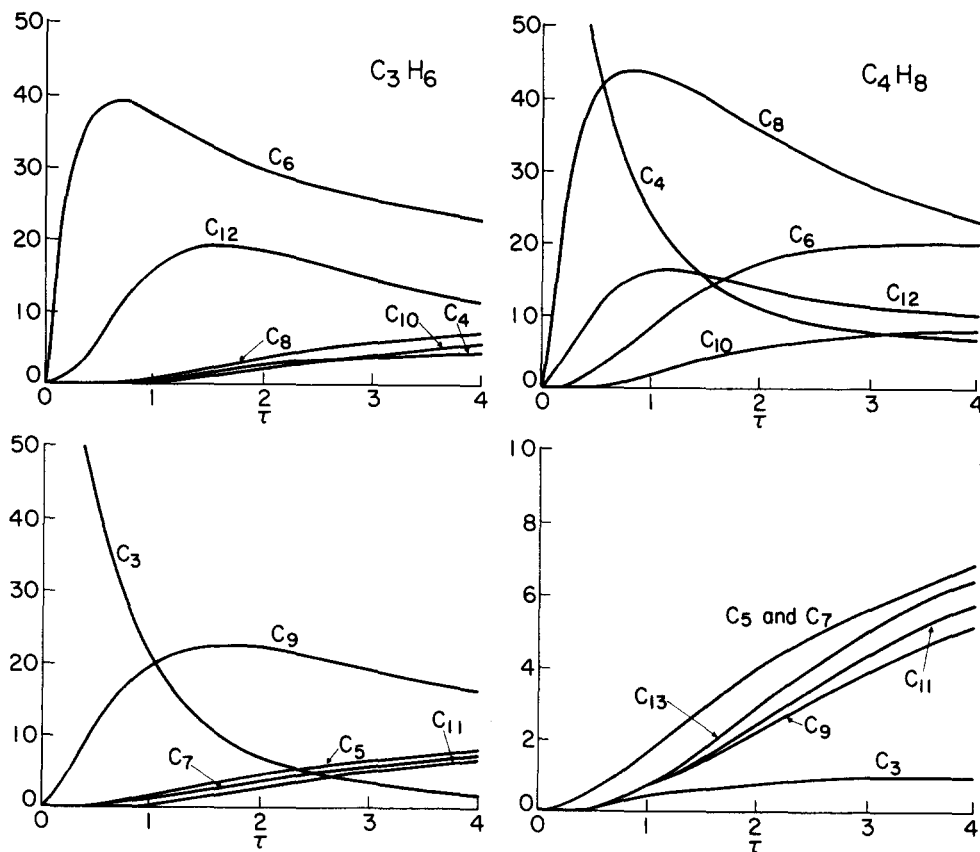 50
40
30
20
10
0
C₃H₆
C₆
C₁₂
C₈
C₁₀
C₄
0 1 2 3 4
τ
50
40
30
20
10
0
C₄H₈
C₈
C₄
C₆
C₁₂
C₁₀
0 1 2 3 4
τ
50
40
30
20
10
0
C₃
C₉
C₇
C₅
C₁₁
0 1 2 3 4
τ
10
8
6
4
2
0
C₅ and C₇
C₁₃
C₁₁
C₉
C₃
0 1 2 3 4
τ